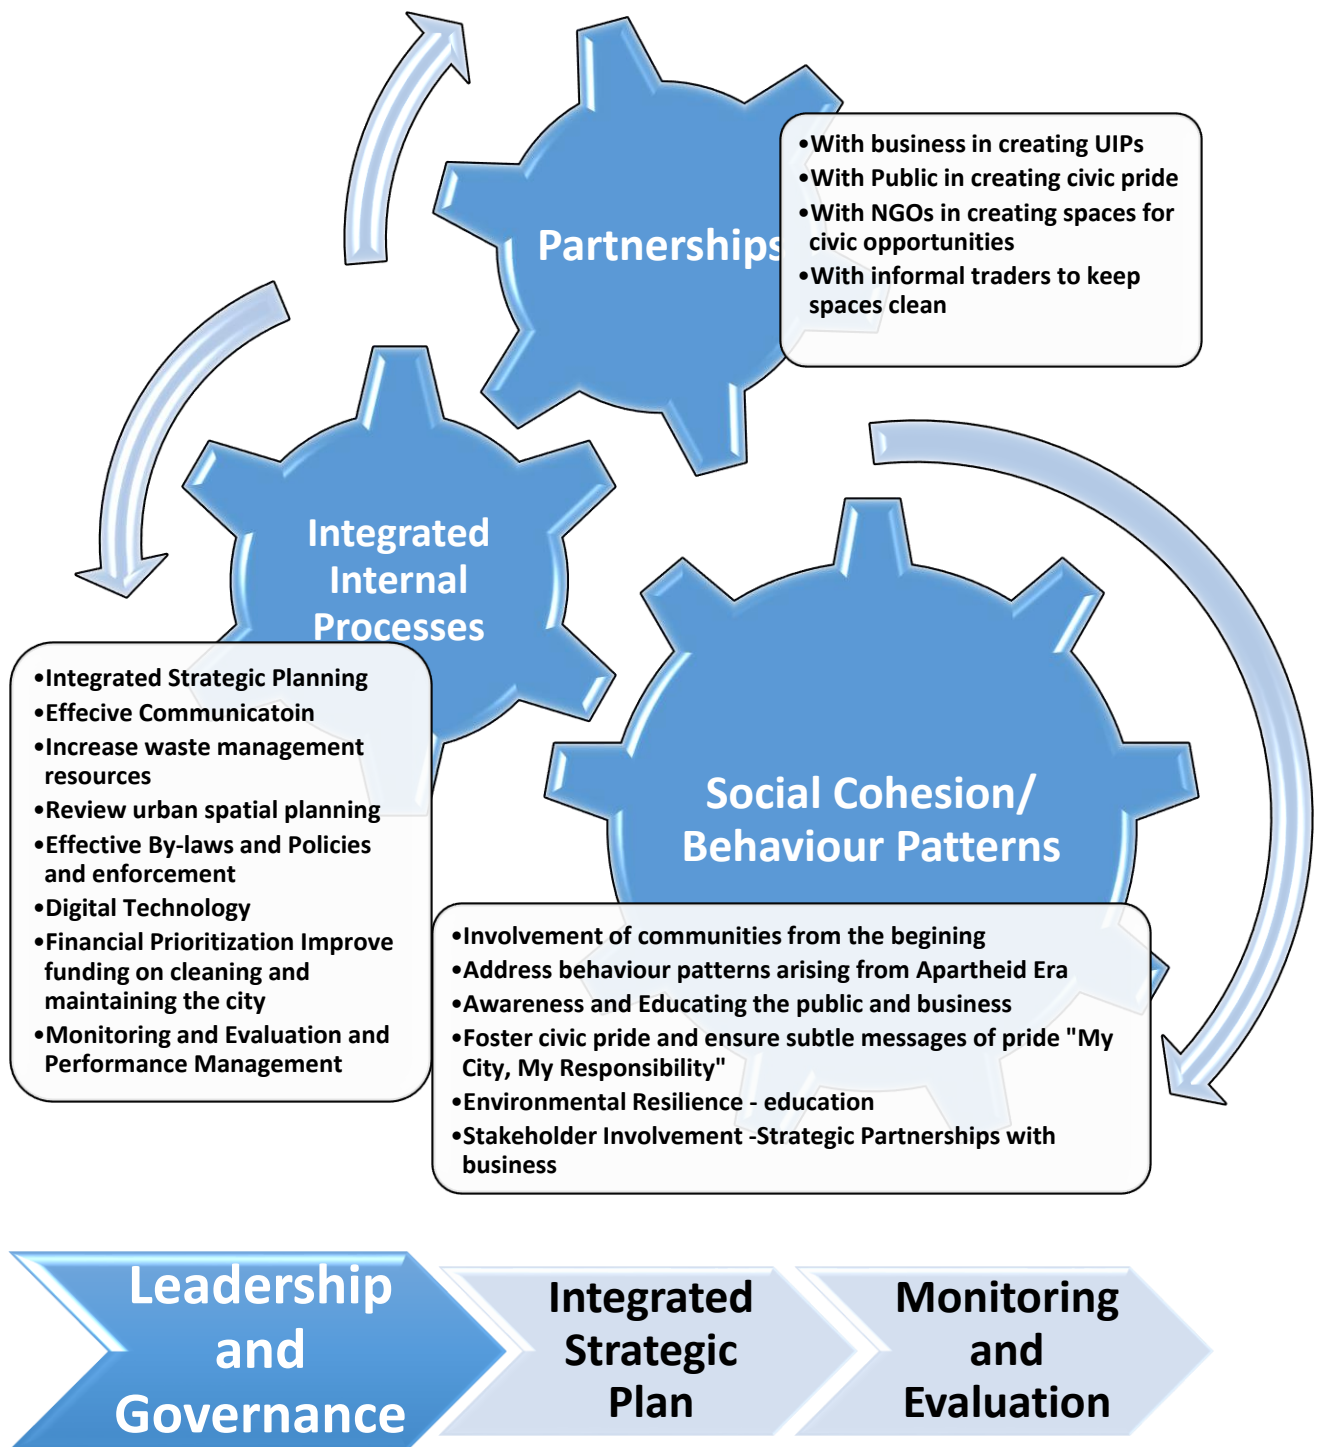 Partnerships
•With business in creating UIPs
•With Public in creating civic pride
•With NGOs in creating spaces for
civic opportunities
•With informal traders to keep
spaces clean
Integrated
Internal
Processes
•Integrated Strategic Planning
•Effecive Communicatoin
•Increase waste management
resources
•Review urban spatial planning
•Effective By-laws and Policies
and enforcement
•Digital Technology
•Financial Prioritization Improve
funding on cleaning and
maintaining the city
•Monitoring and Evaluation and
Performance Management
Social Cohesion/
Behaviour Patterns
•Involvement of communities from the begining
•Address behaviour patterns arising from Apartheid Era
•Awareness and Educating the public and business
•Foster civic pride and ensure subtle messages of pride "My
City, My Responsibility"
•Environmental Resilience - education
•Stakeholder Involvement -Strategic Partnerships with
business
Leadership
and
Governance
Integrated
Strategic
Plan
Monitoring
and
Evaluation